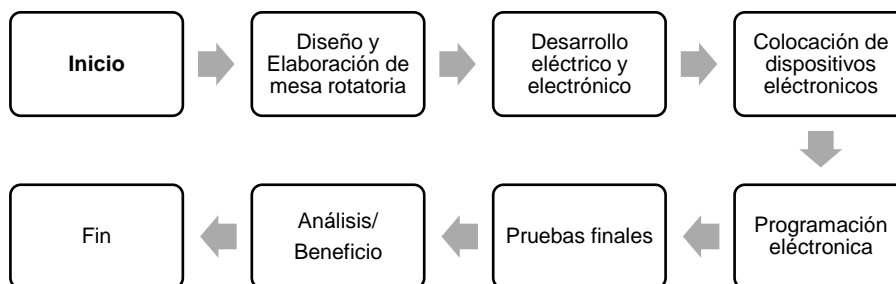 Inicio
Diseño y
Elaboración de
mesa rotatoria
Desarrollo
eléctrico y
electrónico
Colocación de
dispositivos
eléctronicos
Programación
eléctronica
Pruebas finales
Análisis/
Beneficio
Fin